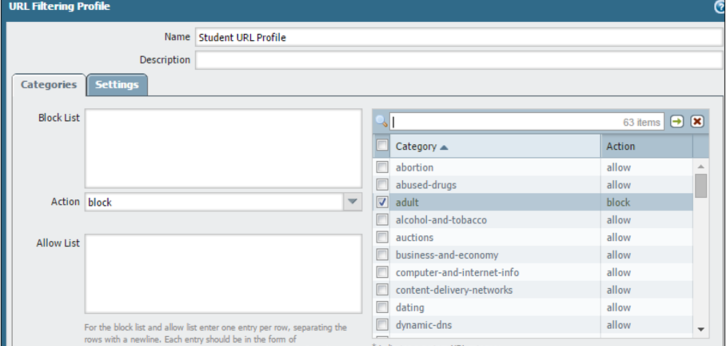 URL Filtering Profile
Name Student URL Profile
Description
Categories Settings
Block List
63 items
Category Action
abortion allow
abused-drugs allow
Action block
adult block
alcohol-and-tobacco allow
Allow List
auctions allow
business-and-economy allow
computer-and-internet-info allow
content-delivery-networks allow
dating allow
dynamic-dns allow
For the block list and allow list enter one entry per row, separating the
rows with a newline. Each entry should be in the form of